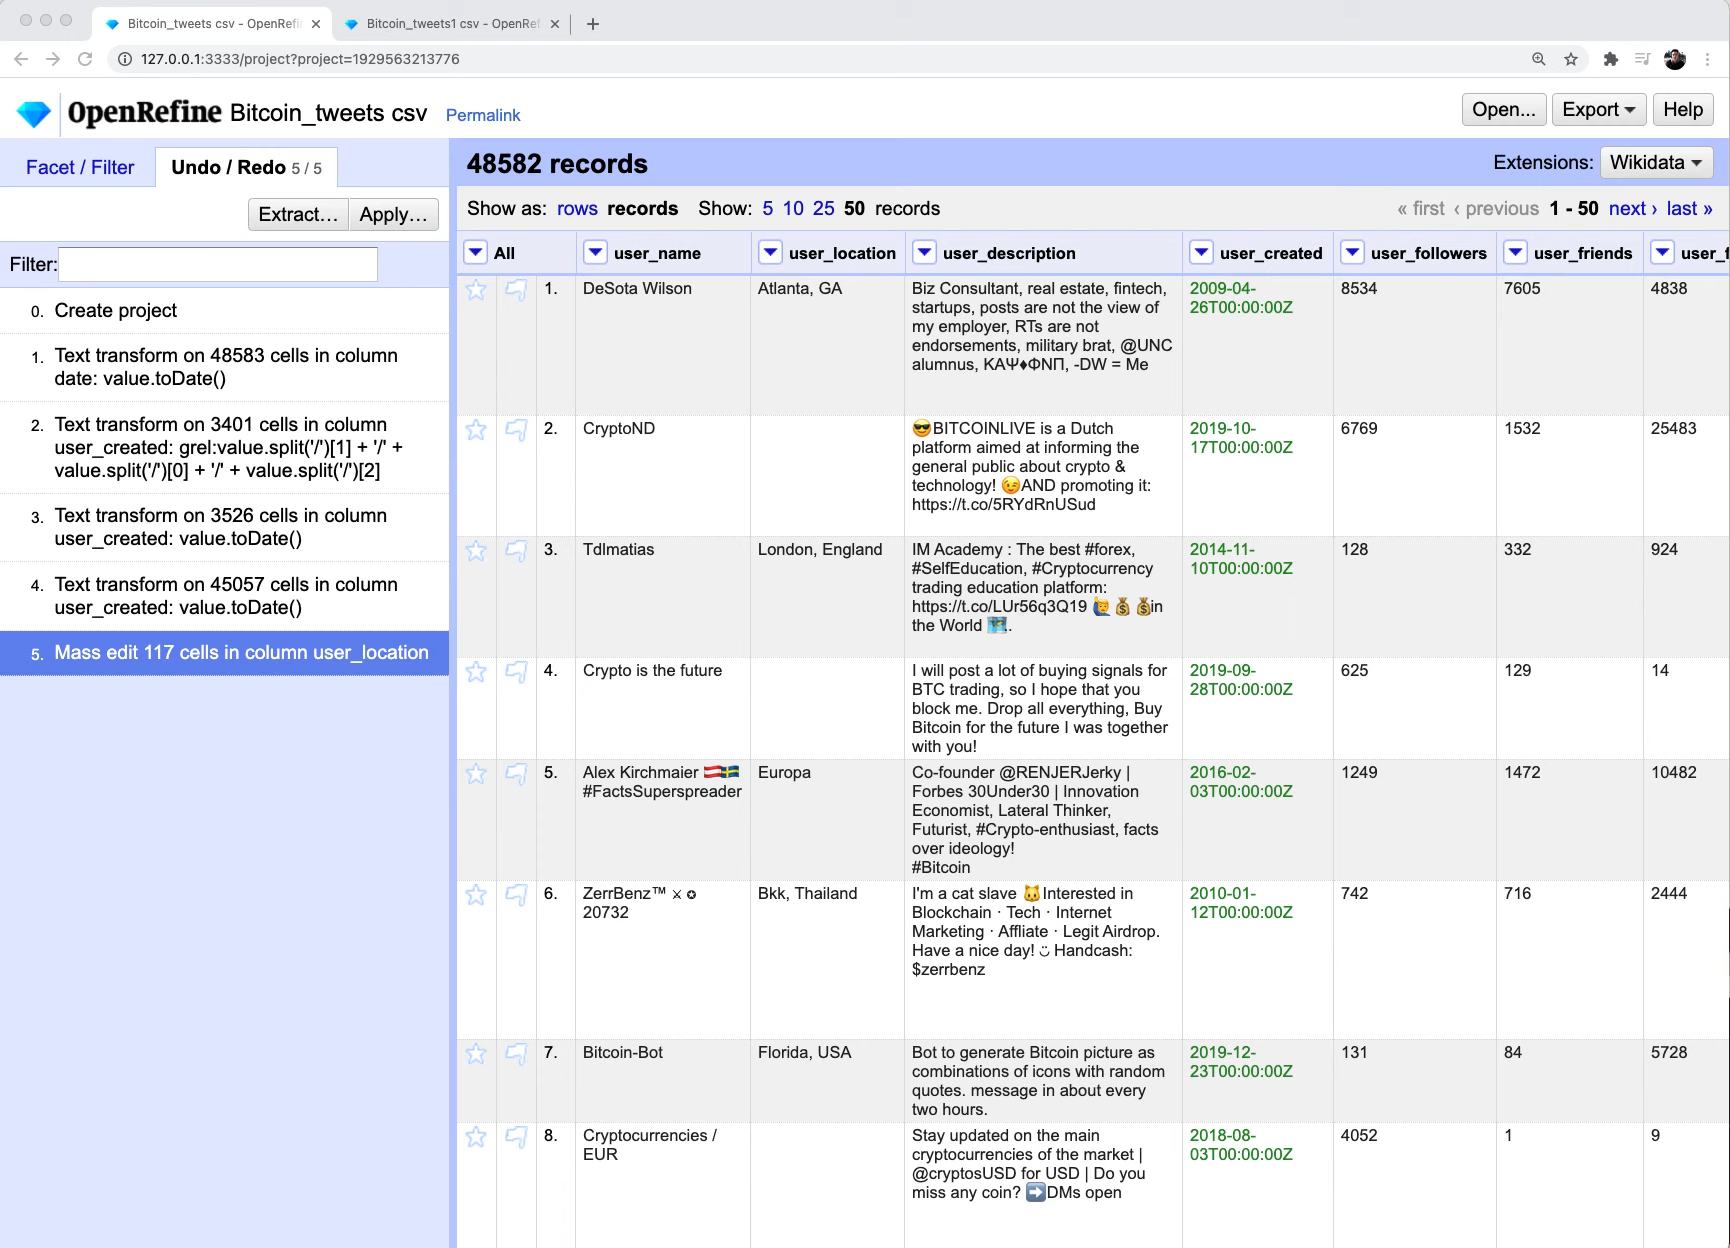 Bitcoin_tweets csv - OpenRefi
Bitcoin_tweets1 csv - OpenRef
127.0.0.1:3333/project?project=1929563213776
OpenRefine Bitcoin_tweets csv Permalink
Open... Export Help
Facet / Filter Undo / Redo 5 / 5
48582 records
Extensions: Wikidata
Extract... Apply...
Show as: rows records Show: 5 10 25 50 records
« first ‹ previous 1 - 50 next › last »
Filter:
0. Create project
1. Text transform on 48583 cells in column
date: value.toDate()
2. Text transform on 3401 cells in column
user_created: grel:value.split('/')[1] + '/' +
value.split('/')[0] + '/' + value.split('/')[2]
3. Text transform on 3526 cells in column
user_created: value.toDate()
4. Text transform on 45057 cells in column
user_created: value.toDate()
5. Mass edit 117 cells in column user_location
All user_name user_location user_description user_created user_followers user_friends user_f
1. DeSota Wilson
Atlanta, GA
Biz Consultant, real estate, fintech,
startups, posts are not the view of
my employer, RTs are not
endorsements, military brat, @UNC
alumnus, ΚΑΨ♦ΦΝΠ, -DW = Me
2009-04-
26T00:00:00Z
8534
7605
4838
2. CryptoND
😎BITCOINLIVE is a Dutch
platform aimed at informing the
general public about crypto &
technology! 😉AND promoting it:
https://t.co/5RYdRnUSud
2019-10-
17T00:00:00Z
6769
1532
25483
3. Tdlmatias
London, England
IM Academy : The best #forex,
#SelfEducation, #Cryptocurrency
trading education platform:
https://t.co/LUr56q3Q19 🙋💰💰in
the World 🗺.
2014-11-
10T00:00:00Z
128
332
924
4. Crypto is the future
I will post a lot of buying signals for
BTC trading, so I hope that you
block me. Drop all everything, Buy
Bitcoin for the future I was together
with you!
2019-09-
28T00:00:00Z
625
129
14
5. Alex Kirchmaier 🇦🇹🇸🇪
#FactsSuperspreader
Europa
Co-founder @RENJERJerky |
Forbes 30Under30 | Innovation
Economist, Lateral Thinker,
Futurist, #Crypto-enthusiast, facts
over ideology!
#Bitcoin
2016-02-
03T00:00:00Z
1249
1472
10482
6. ZerrBenz™ ⚔ ✪
20732
Bkk, Thailand
I'm a cat slave 🐱Interested in
Blockchain · Tech · Internet
Marketing · Affliate · Legit Airdrop.
Have a nice day! ت Handcash:
$zerrbenz
2010-01-
12T00:00:00Z
742
716
2444
7. Bitcoin-Bot
Florida, USA
Bot to generate Bitcoin picture as
combinations of icons with random
quotes. message in about every
two hours.
2019-12-
23T00:00:00Z
131
84
5728
8. Cryptocurrencies /
EUR
Stay updated on the main
cryptocurrencies of the market |
@cryptosUSD for USD | Do you
miss any coin? ➡DMs open
2018-08-
03T00:00:00Z
4052
1
9